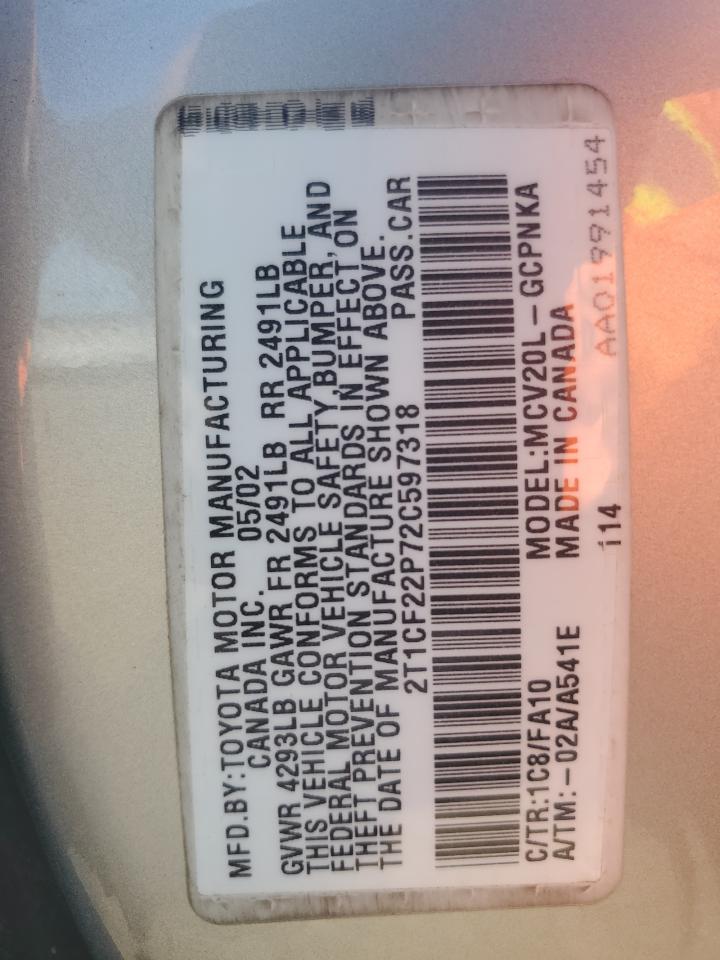 MFD.BY:TOYOTA MOTOR MANUFACTURING
CANADA INC. 05/02
GVWR 4293LB GAWR FR 2491LB RR 2491LB
THIS VEHICLE CONFORMS TO ALL APPLICABLE
FEDERAL MOTOR VEHICLE SAFETY, BUMPER, AND
THEFT PREVENTION STANDARDS IN EFFECT ON
THE DATE OF MANUFACTURE SHOWN ABOVE.
2T1CF22P72C597318 PASS.CAR
C/TR:1C8/FA10 MODEL:MCV20L-GCPNKA
A/TM:-02A/A541E MADE IN CANADA
i14 AA01991454